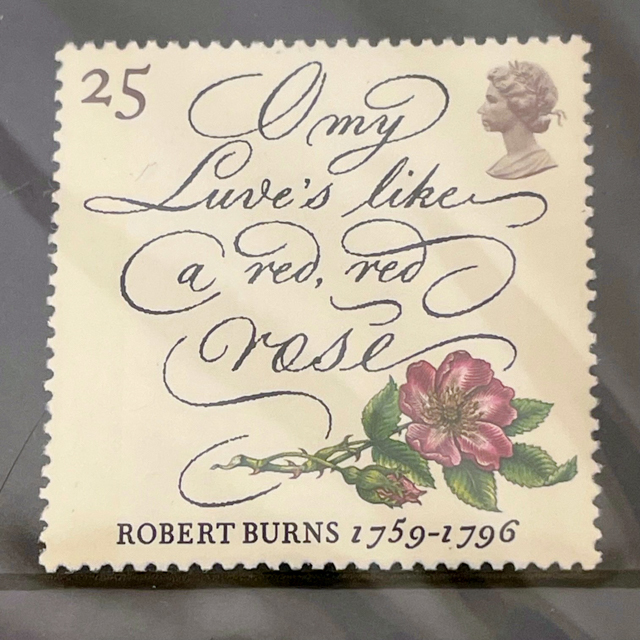 25
O my
Luve's like
a red, red
rose
ROBERT BURNS 1759-1796